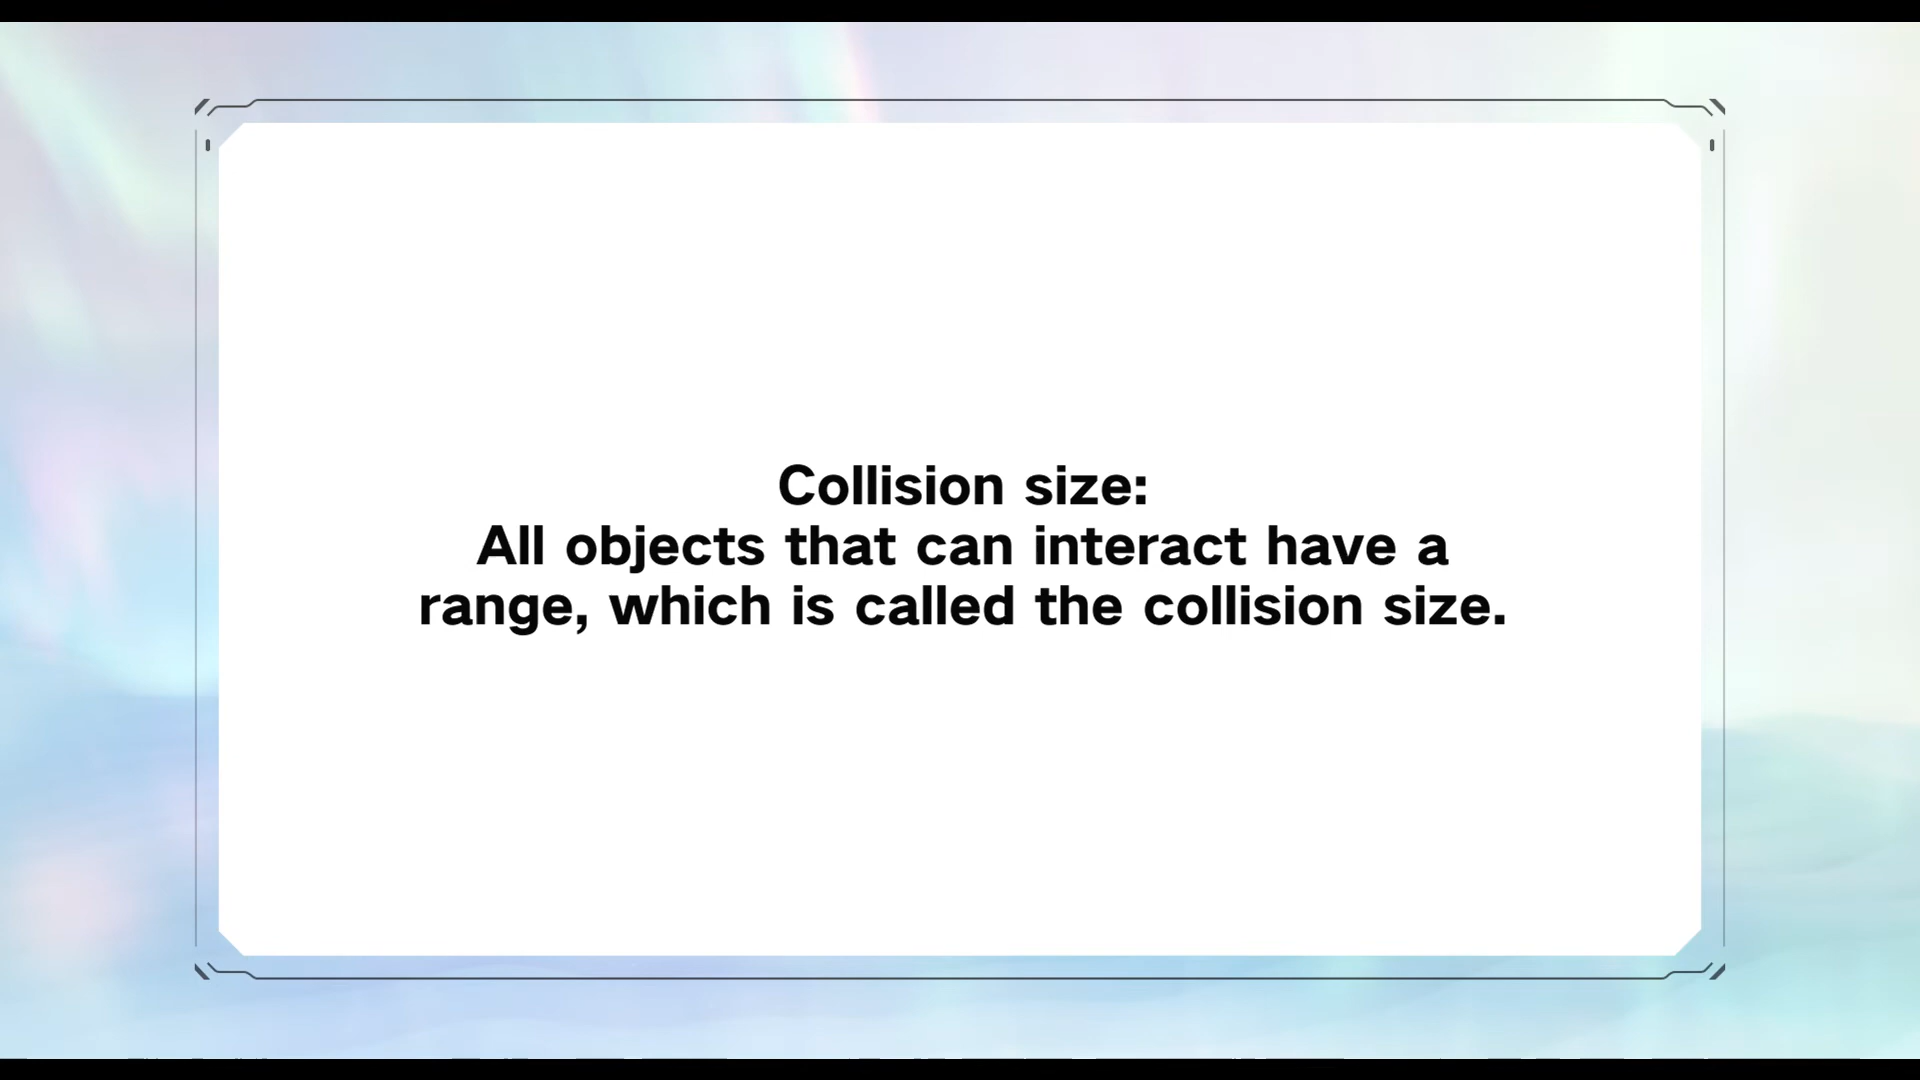 Collision size:
All objects that can interact have a
range, which is called the collision size.